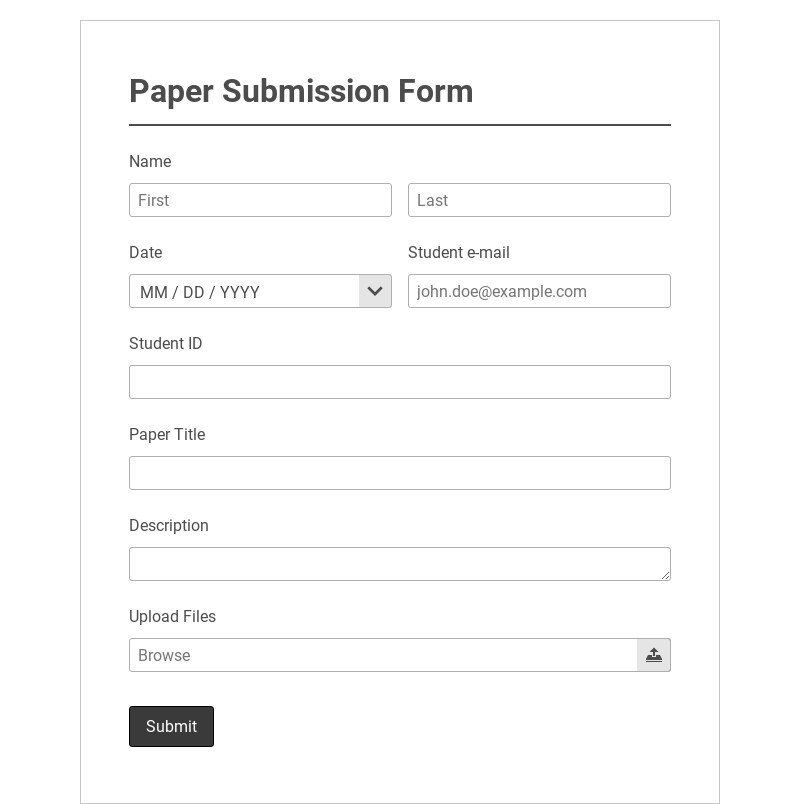 Paper Submission Form
Name
First Last
Date Student e-mail
MM / DD / YYYY john.doe@example.com
Student ID
Paper Title
Description
Upload Files
Browse
Submit